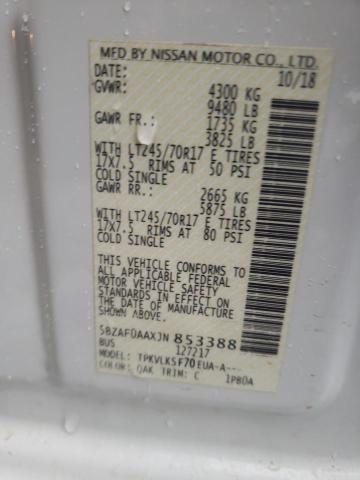 MFD BY NISSAN MOTOR CO., LTD.
DATE: 10/18
GVWR: 4300 KG
9480 LB
GAWR FR.: 1735 KG
3825 LB
WITH LT245/70R17 E TIRES
17X7.5 RIMS AT 50 PSI
COLD SINGLE
GAWR RR.: 2665 KG
5875 LB
WITH LT245/70R17 E TIRES
17X7.5 RIMS AT 80 PSI
COLD SINGLE
THIS VEHICLE CONFORMS TO
ALL APPLICABLE FEDERAL
MOTOR VEHICLE SAFETY
STANDARDS IN EFFECT ON
THE DATE OF MANUFACTURE
SHOWN ABOVE.
5BZAF0AAXJN853388
BUS 127217
MODEL: TPKVLKSF70EUA-A---
COLOR: QAK TRIM: C 1PB0A